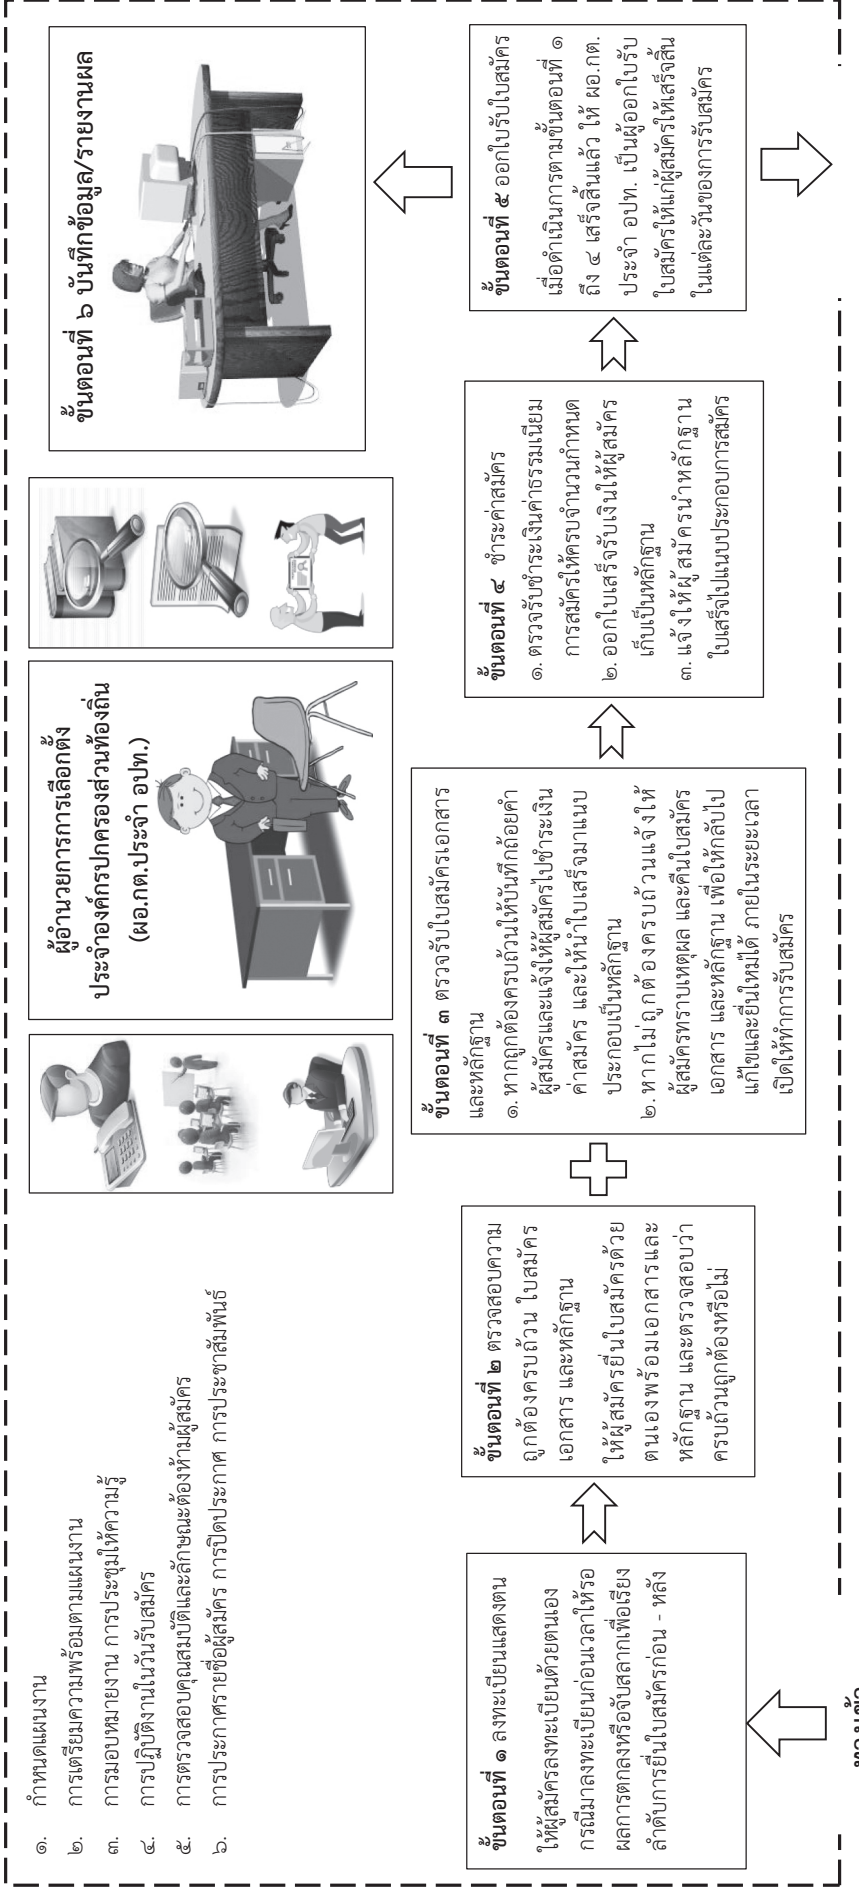 ๑. กำหนดแผนงาน
๒. การเตรียมความพร้อมตามแผนงาน
๓. การมอบหมายงาน การประชุมให้ความรู้
๔. การปฏิบัติงานในวันรับสมัคร
๕. การตรวจสอบคุณสมบัติและลักษณะต้องห้ามผู้สมัคร
๖. การประกาศรายชื่อผู้สมัคร การปิดประกาศ การประชาสัมพันธ์
ผู้อำนวยการการเลือกตั้ง
ประจำองค์กรปกครองส่วนท้องถิ่น
(ผอ.กต.ประจำ อปท.)
ขั้นตอนที่ ๖ บันทึกข้อมูล/รายงานผล
ขั้นตอนที่ ๑ ลงทะเบียนแสดงตน
ให้ผู้สมัครลงทะเบียนด้วยตนเอง
กรณีมาลงทะเบียนก่อนเวลาให้รอ
ผลการตกลงหรือจับสลากเพื่อเรียง
ลำดับการยื่นใบสมัครก่อน - หลัง
ขั้นตอนที่ ๒ ตรวจสอบความ
ถูกต้องครบถ้วน ใบสมัคร
เอกสาร และหลักฐาน
ให้ผู้สมัครยื่นใบสมัครด้วย
ตนเองพร้อมเอกสารและ
หลักฐาน และตรวจสอบว่า
ครบถ้วนถูกต้องหรือไม่
ขั้นตอนที่ ๓ ตรวจรับใบสมัครเอกสาร
และหลักฐาน
๑. หากถูกต้องครบถ้วนให้บันทึกถ้อยคำ
ผู้สมัครและแจ้งให้ผู้สมัครไปชำระเงิน
ค่าสมัคร และให้นำใบเสร็จมาแนบ
ประกอบเป็นหลักฐาน
๒. หากไม่ถูกต้องครบถ้วนแจ้งให้
ผู้สมัครทราบเหตุผล และคืนใบสมัคร
เอกสาร และหลักฐาน เพื่อให้กลับไป
แก้ไขและยื่นใหม่ได้ ภายในระยะเวลา
เปิดให้ทำการรับสมัคร
ขั้นตอนที่ ๔ ชำระค่าสมัคร
๑. ตรวจรับชำระเงินค่าธรรมเนียม
การสมัครให้ครบจำนวนกำหนด
๒. ออกใบเสร็จรับเงินให้ผู้สมัคร
เก็บเป็นหลักฐาน
๓. แจ้งให้ผู้สมัครนำหลักฐาน
ใบเสร็จไปแนบประกอบการสมัคร
ขั้นตอนที่ ๕ ออกใบรับใบสมัคร
เมื่อดำเนินการตามขั้นตอนที่ ๑
ถึง ๔ เสร็จสิ้นแล้ว ให้ ผอ.กต.
ประจำ อปท. เป็นผู้ออกใบรับ
ใบสมัครให้แก่ผู้สมัครให้เสร็จสิ้น
ในแต่ละวันของการรับสมัคร